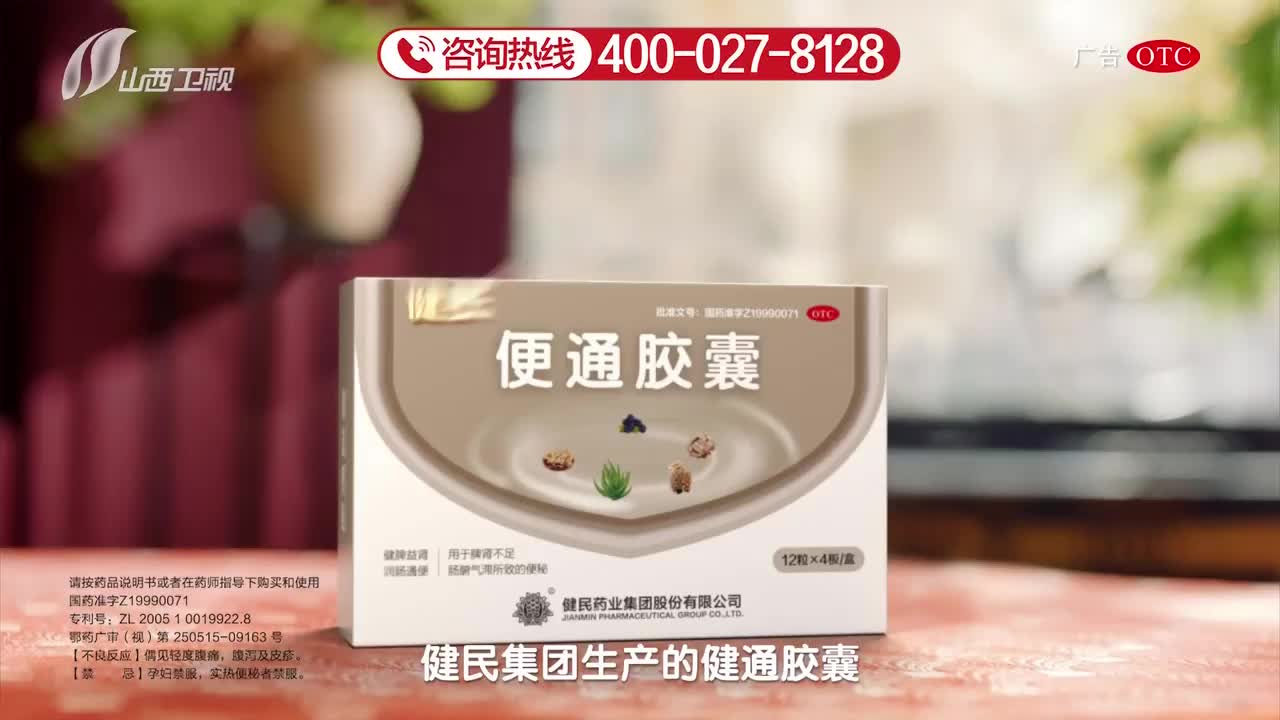 山西卫视
咨询热线 400-027-8128
广告 OTC
批准文号：国药准字Z19990071 OTC
便通胶囊
健脾益肾
润肠通便
用于脾肾不足
肠腑气滞所致的便秘
12粒×4板/盒
健民药业集团股份有限公司
JIANMIN PHARMACEUTICAL GROUP CO.,LTD.
请按药品说明书或者在药师指导下购买和使用
国药准字Z19990071
专利号：ZL 2005 1 0019922.8
鄂药广审（视）第 250515-09163 号
【不良反应】偶见轻度腹痛，腹泻及皮疹。
【禁　　忌】孕妇禁服，实热便秘者禁服。
健民集团生产的健通胶囊